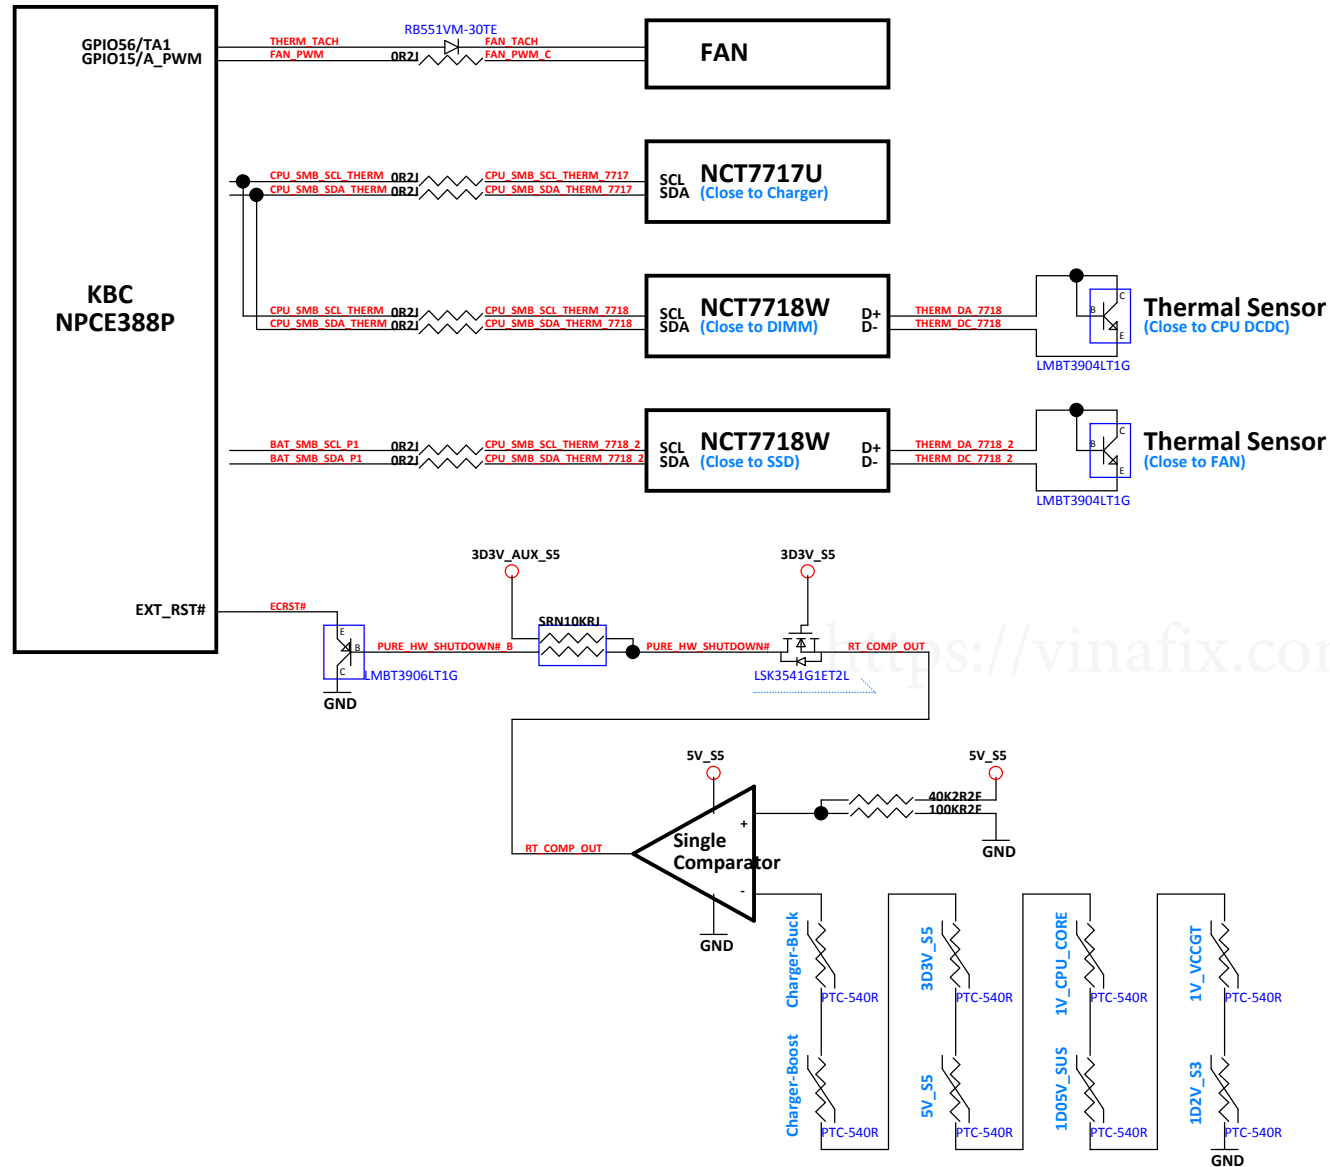 RB551VM-30TE
GPIO56/TA1
THERM_TACH
FAN_TACH
GPIO15/A_PWM
FAN_PWM
0R2J
FAN_PWM_C
FAN
NCT7717U
CPU_SMB_SCL_THERM
0R2J
CPU_SMB_SCL_THERM_7717
SCL
CPU_SMB_SDA_THERM
0R2J
CPU_SMB_SDA_THERM_7717
SDA
(Close to Charger)
KBC
NPCE388P
NCT7718W
CPU_SMB_SCL_THERM
0R2J
CPU_SMB_SCL_THERM_7718
SCL
D+
THERM_DA_7718
CPU_SMB_SDA_THERM
0R2J
CPU_SMB_SDA_THERM_7718
SDA
(Close to DIMM)
D-
THERM_DC_7718
C
B
E
LMBT3904LT1G
Thermal Sensor
(Close to CPU DCDC)
NCT7718W
BAT_SMB_SCL_P1
0R2J
CPU_SMB_SCL_THERM_7718_2
SCL
D+
THERM_DA_7718_2
BAT_SMB_SDA_P1
0R2J
CPU_SMB_SDA_THERM_7718_2
SDA
(Close to SSD)
D-
THERM_DC_7718_2
C
B
E
LMBT3904LT1G
Thermal Sensor
(Close to FAN)
3D3V_AUX_S5
3D3V_S5
EXT_RST#
ECRST#
SRN10KRJ
E
B
C
PURE_HW_SHUTDOWN#_B
PURE_HW_SHUTDOWN#
RT_COMP_OUT
LMBT3906LT1G
LSK3541G1ET2L
GND
https://vinafix.com
5V_S5
5V_S5
40K2R2F
100KR2F
+
Single
Comparator
-
RT_COMP_OUT
GND
GND
Charger-Buck
PTC-540R
3D3V_S5
PTC-540R
1V_CPU_CORE
PTC-540R
1V_VCCGT
PTC-540R
Charger-Boost
PTC-540R
5V_S5
PTC-540R
1D05V_SUS
PTC-540R
1D2V_S3
PTC-540R
GND